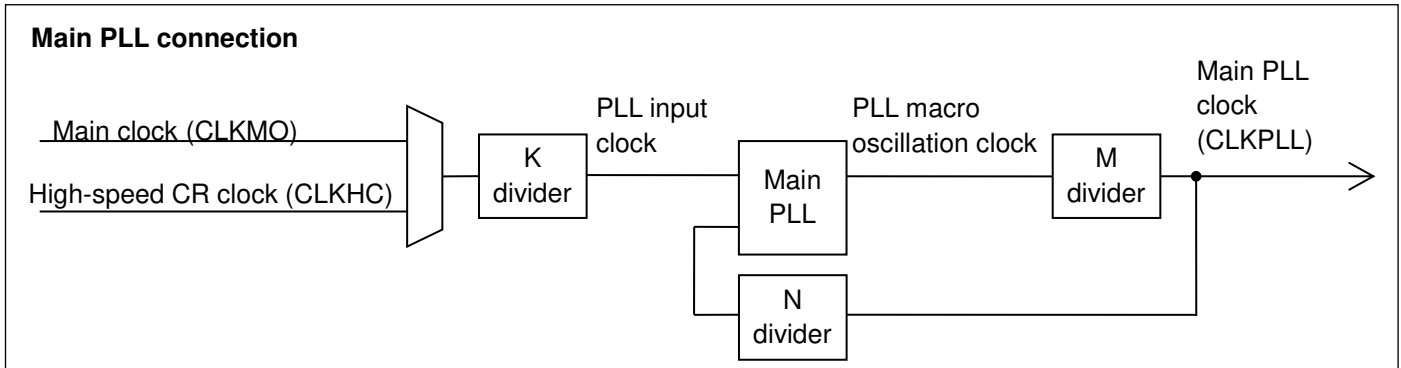 Main PLL connection
Main clock (CLKMO)
High-speed CR clock (CLKHC)
K
divider
PLL input
clock
Main
PLL
PLL macro
oscillation clock
M
divider
Main PLL
clock
(CLKPLL)
N
divider